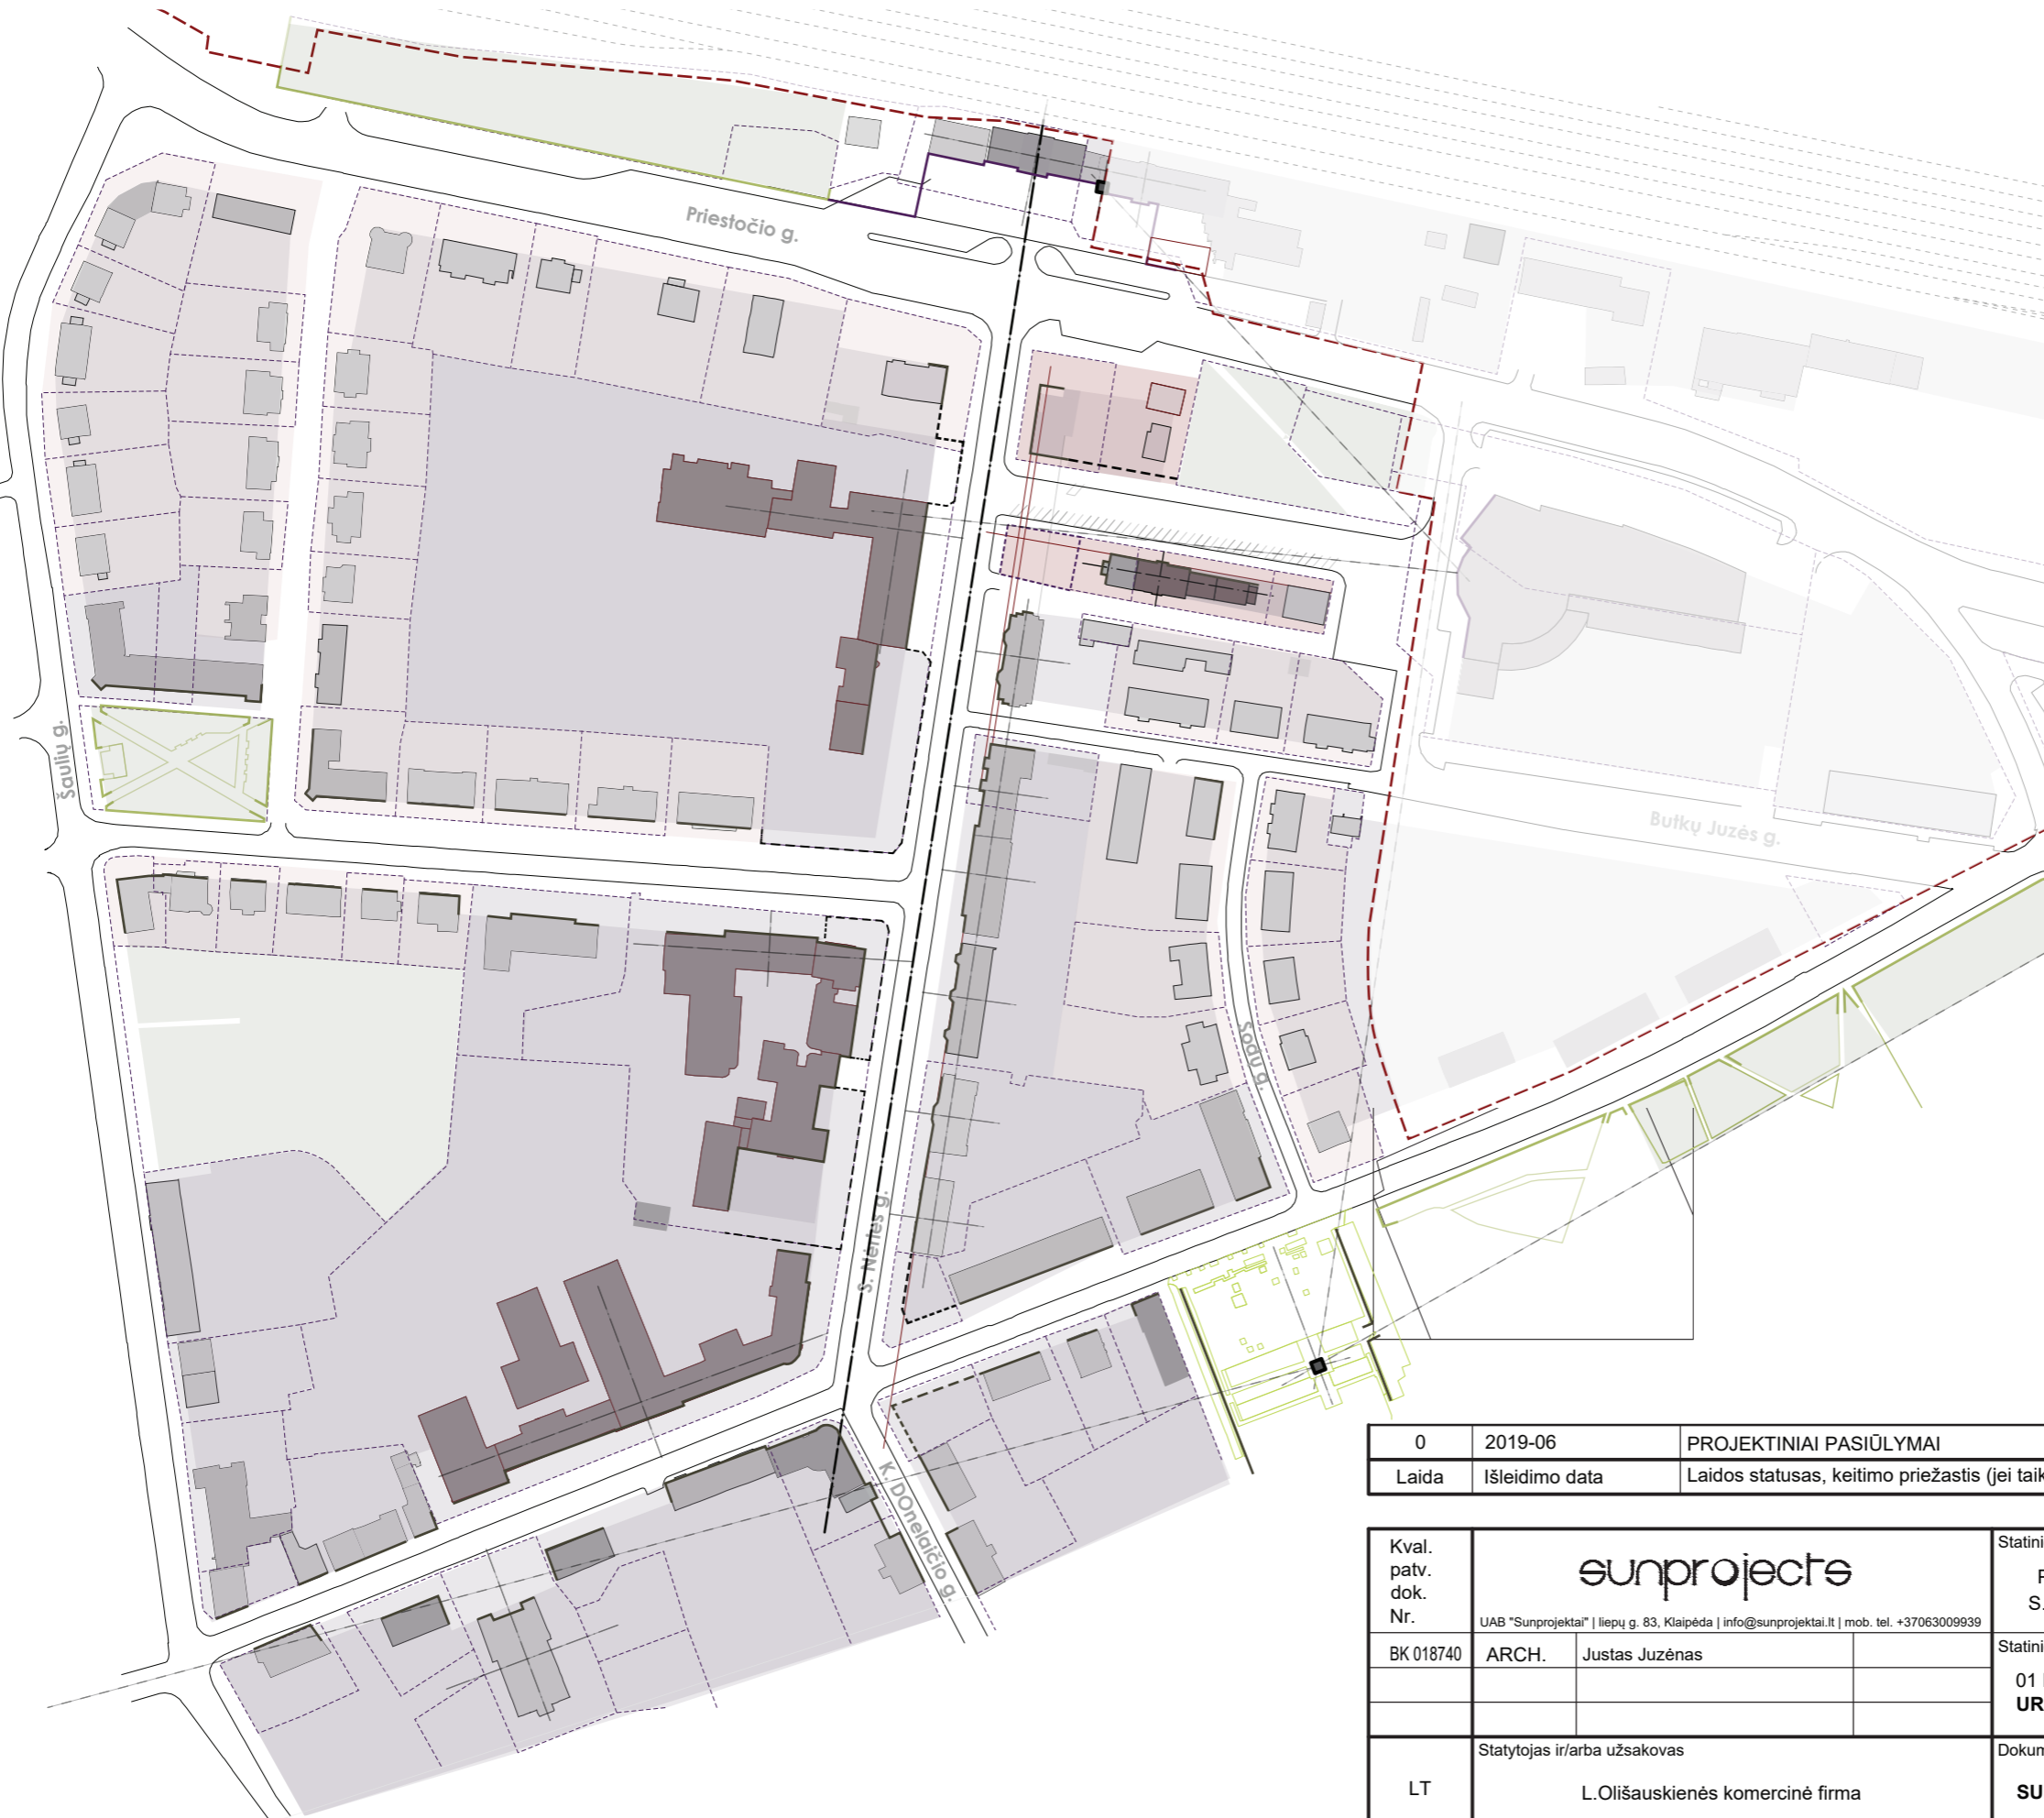 Priestočio g.
Šaulių g.
Butkų Juzės g.
Sodų g.
S. Nėries g.
K. DOnelaičio g.
0 2019-06 PROJEKTINIAI PASIŪLYMAI
Laida Išleidimo data Laidos statusas, keitimo priežastis (jei taik
Kval.
patv.
dok.
Nr.
sunprojects
UAB "Sunprojektai" | liepų g. 83, Klaipėda | info@sunprojektai.lt | mob. tel. +37063009939
Statini
S.
BK 018740 ARCH. Justas Juzėnas
Statini
01
UR
Statytojas ir/arba užsakovas
Dokum
LT L.Olišauskienės komercinė firma
SU